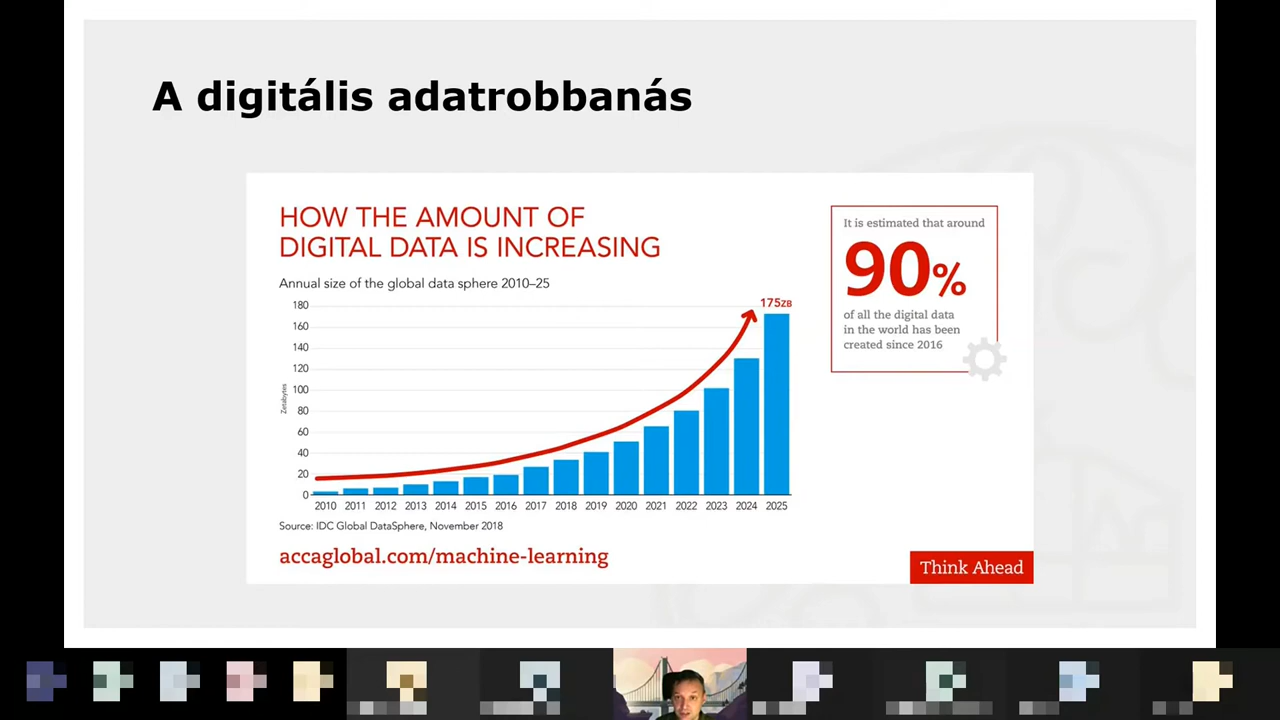 A digitális adatrobbanás
HOW THE AMOUNT OF
DIGITAL DATA IS INCREASING
Annual size of the global data sphere 2010–25
180
160
140
120
100
80
60
40
20
0
Zetabytes
175ZB
2010 2011 2012 2013 2014 2015 2016 2017 2018 2019 2020 2021 2022 2023 2024 2025
Source: IDC Global DataSphere, November 2018
accaglobal.com/machine-learning
It is estimated that around
90%
of all the digital data
in the world has been
created since 2016
Think Ahead